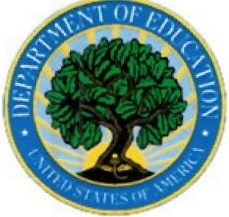 DEPARTMENT OF EDUCATION
UNITED STATES OF AMERICA